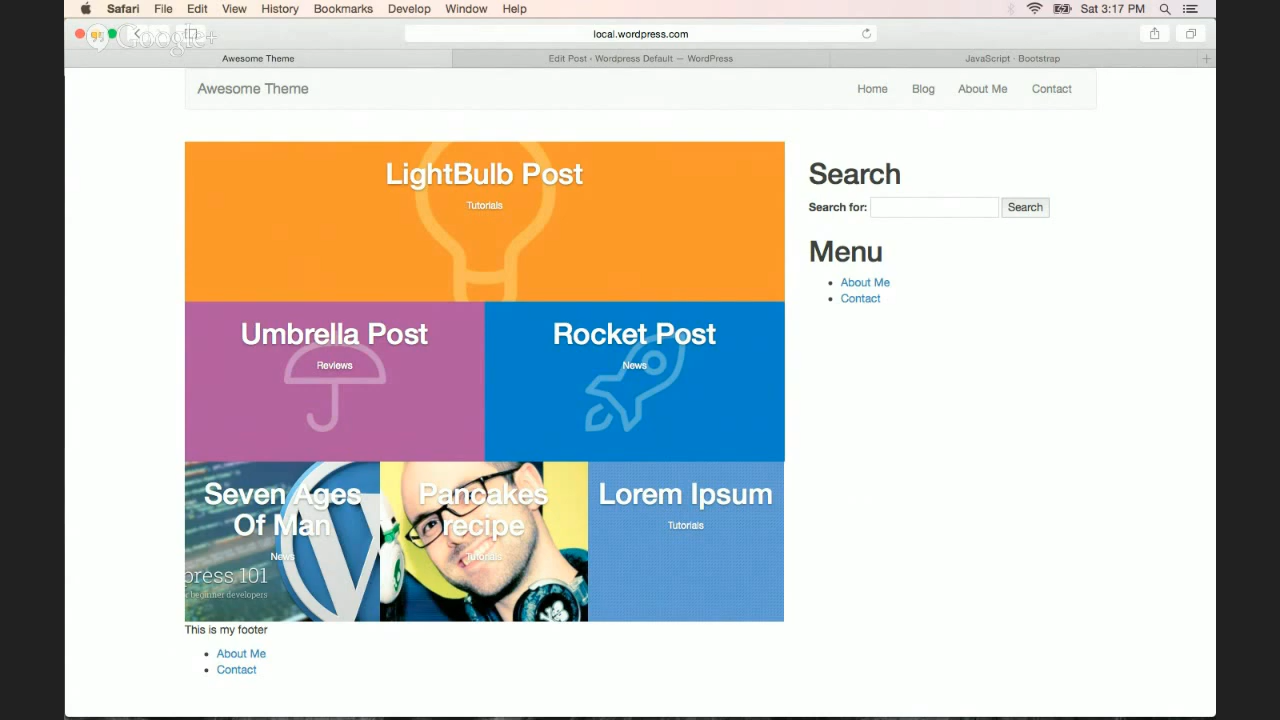 Safari File Edit View History Bookmarks Develop Window Help Sat 3:17 PM
Google+
local.wordpress.com
Awesome Theme
Edit Post ‹ Wordpress Default — WordPress
JavaScript · Bootstrap
Awesome Theme
Home Blog About Me Contact
LightBulb Post
Tutorials
Umbrella Post
Reviews
Rocket Post
News
Seven Ages
Of Man
News
press 101
beginner developers
Pancakes
recipe
Tutorials
Lorem Ipsum
Tutorials
Search
Search for: Search
Menu
About Me
Contact
This is my footer
About Me
Contact